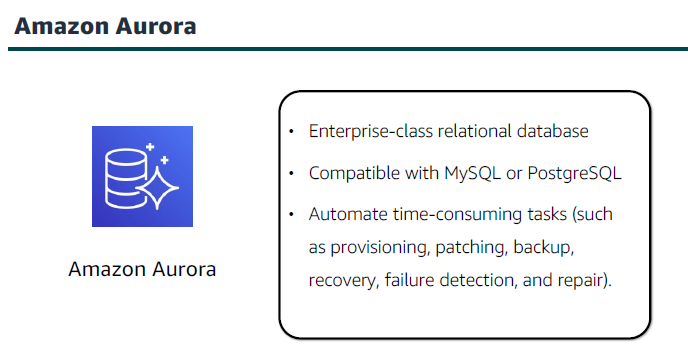 Amazon Aurora
Amazon Aurora
• Enterprise-class relational database
• Compatible with MySQL or PostgreSQL
• Automate time-consuming tasks (such
as provisioning, patching, backup,
recovery, failure detection, and repair).